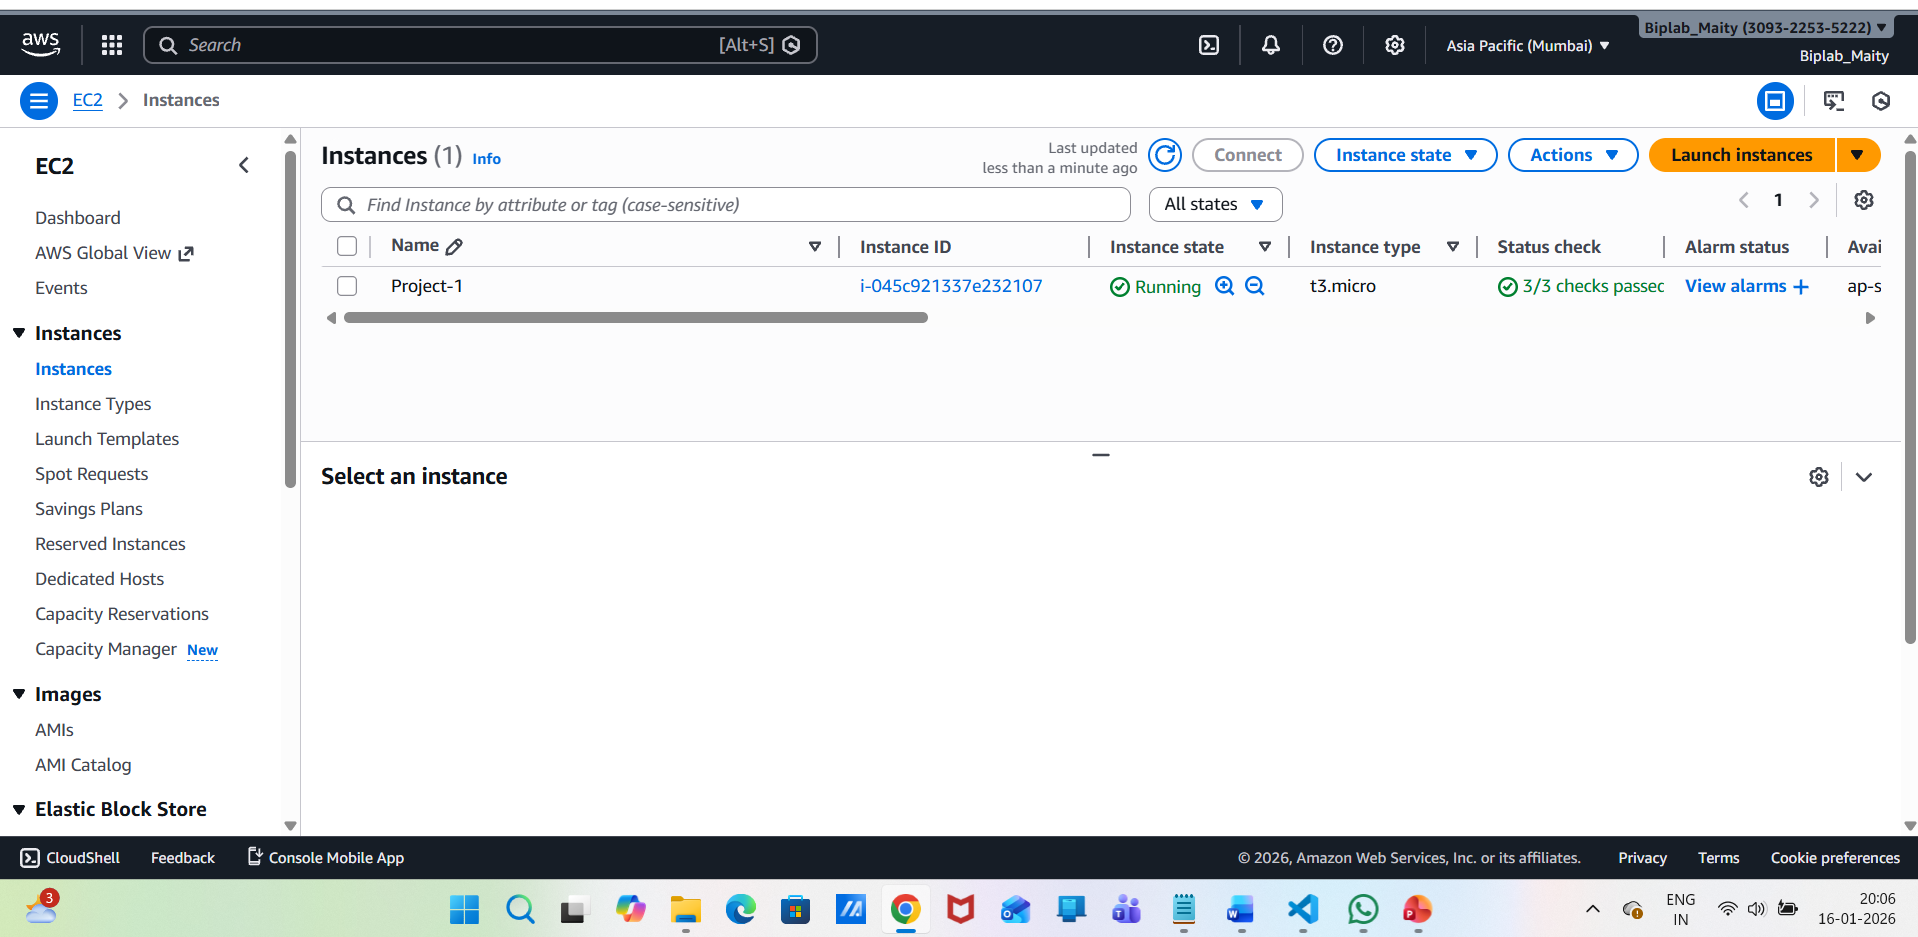 aws
Search [Alt+S]
Asia Pacific (Mumbai)
Biplab_Maity (3093-2253-5222)
Biplab_Maity
EC2 Instances
EC2
Dashboard
AWS Global View
Events
Instances
Instances
Instance Types
Launch Templates
Spot Requests
Savings Plans
Reserved Instances
Dedicated Hosts
Capacity Reservations
Capacity Manager New
Images
AMIs
AMI Catalog
Elastic Block Store
Instances (1) Info
Last updated
less than a minute ago
Connect
Instance state
Actions
Launch instances
Find Instance by attribute or tag (case-sensitive)
All states
1
Name Instance ID Instance state Instance type Status check Alarm status Avai
Project-1 i-045c921337e232107 Running t3.micro 3/3 checks passed View alarms + ap-s
Select an instance
CloudShell Feedback Console Mobile App
© 2026, Amazon Web Services, Inc. or its affiliates. Privacy Terms Cookie preferences
3
ENG
IN
20:06
16-01-2026